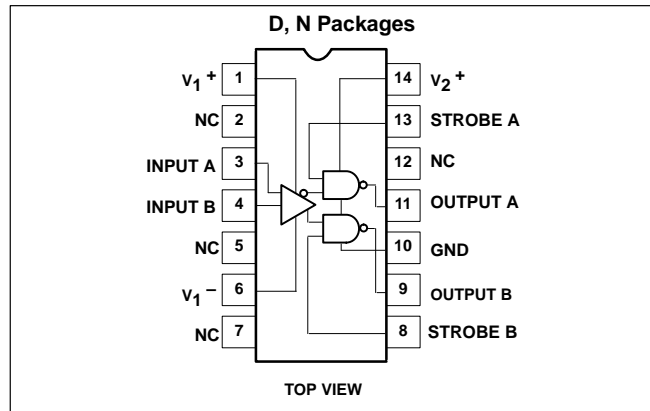 D, N Packages
V1+ 1 14 V2+
NC 2 13 STROBE A
INPUT A 3 12 NC
INPUT B 4 11 OUTPUT A
NC 5 10 GND
V1– 6 9 OUTPUT B
NC 7 8 STROBE B
TOP VIEW